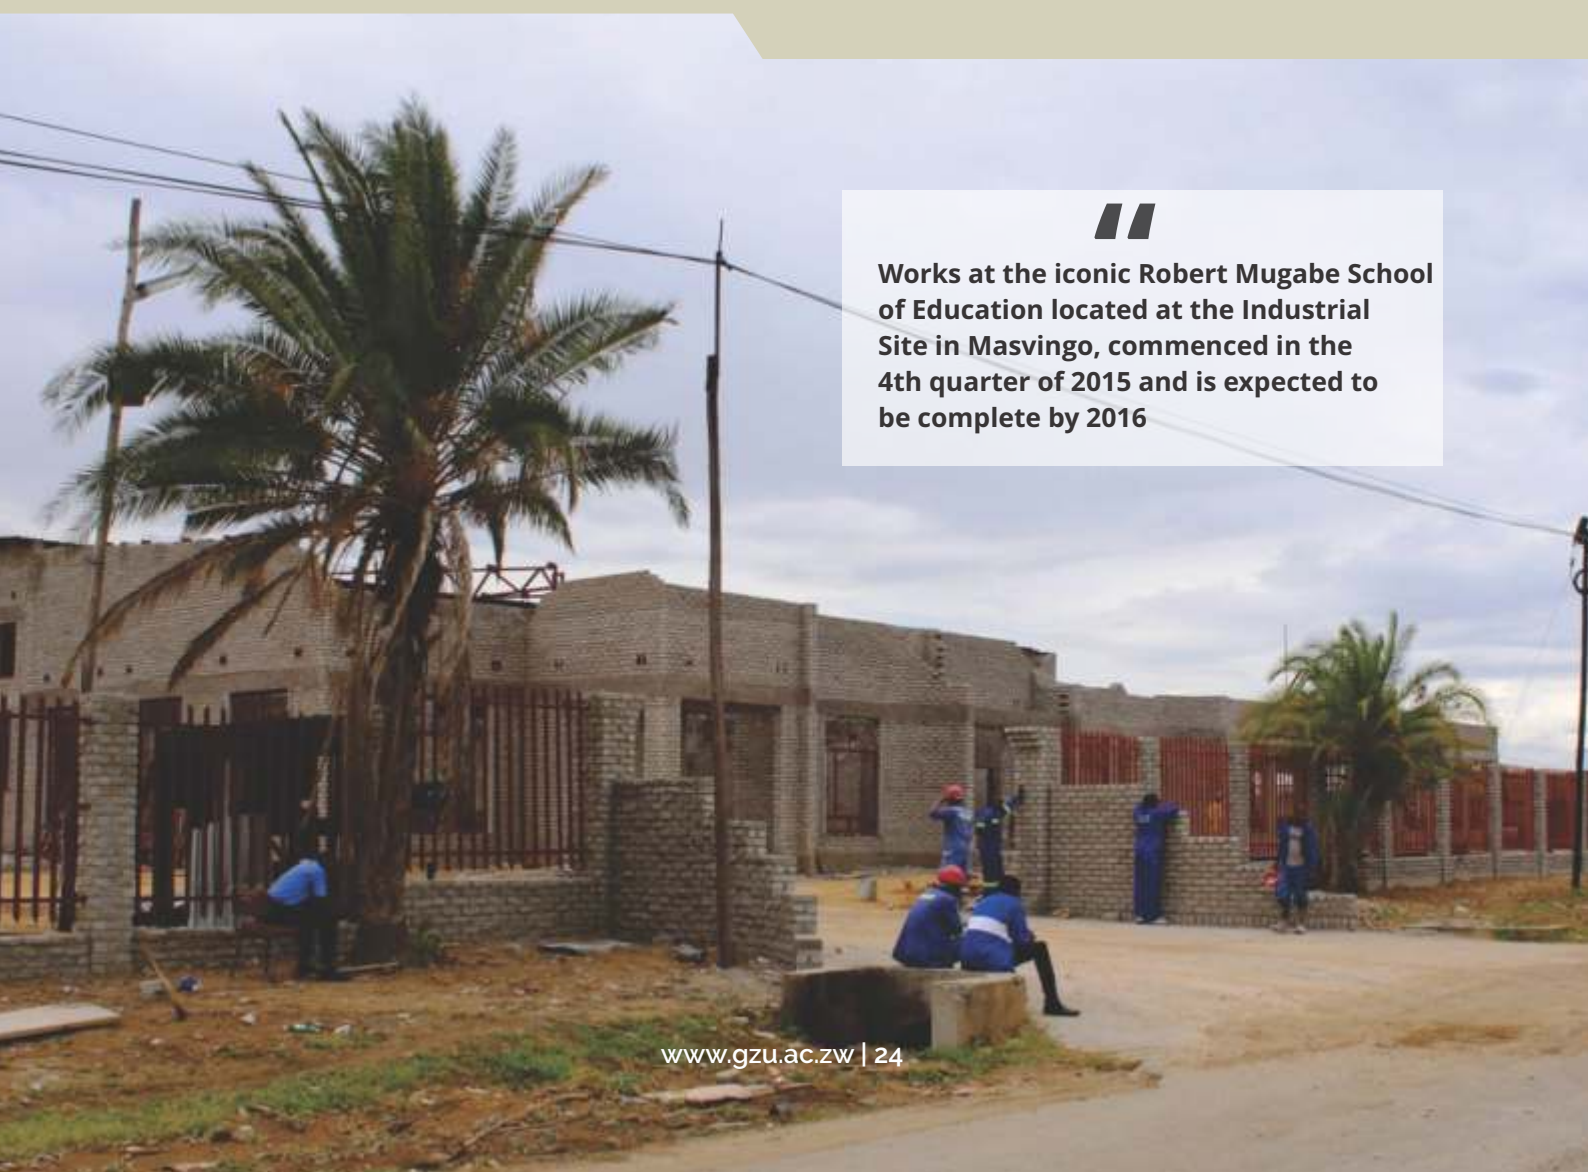 “
Works at the iconic Robert Mugabe School
of Education located at the Industrial
Site in Masvingo, commenced in the
4th quarter of 2015 and is expected to
be complete by 2016
www.gzu.ac.zw | 24